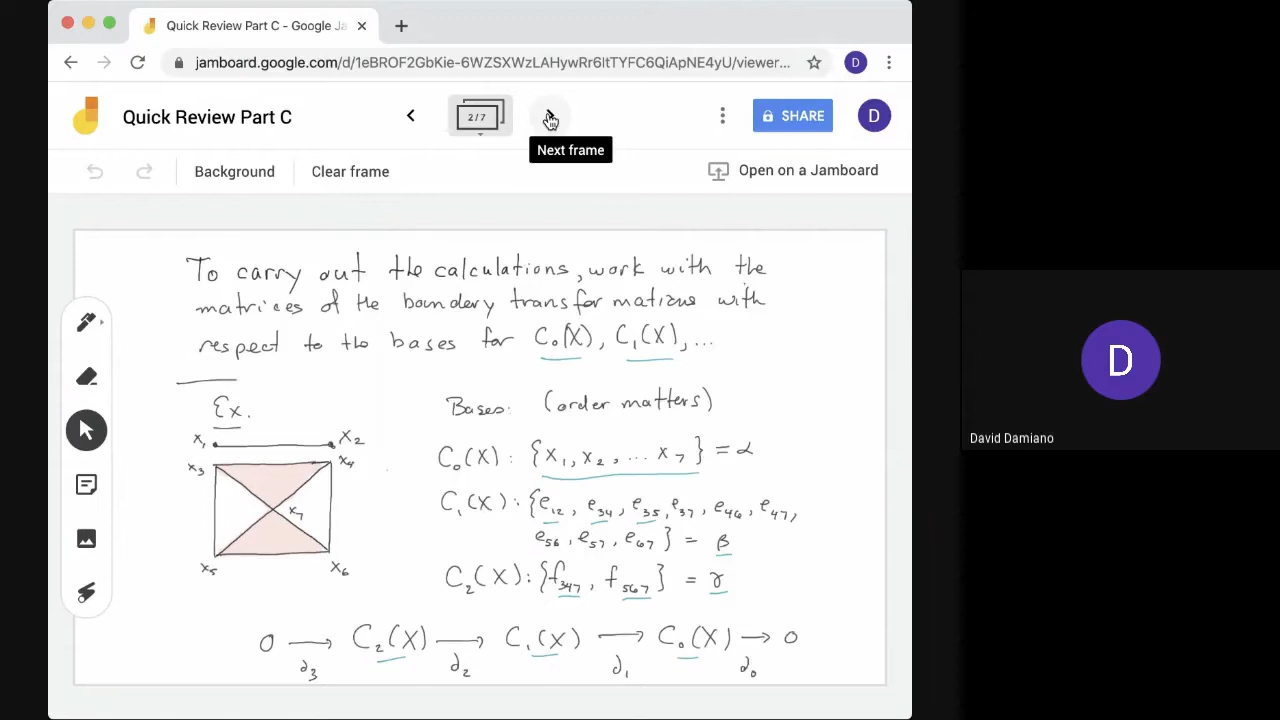 Quick Review Part C - Google Ja
jamboard.google.com/d/1eBROF2GbKie-6WZSXWzLAHywRr6ltTYFC6QiApNE4yU/viewer...
D
Quick Review Part C
2/7
SHARE
D
Next frame
Background
Clear frame
Open on a Jamboard
To carry out the calculations, work with the
matrices of the boundery transformations with
respect to the bases for C₀(X), C₁(X), ...
Ex.
x₁ x₂
x₃ x₄
x₇
x₅ x₆
Bases: (order matters)
C₀(X): {x₁, x₂, ... x₇} = α
C₁(X): {e₁₂, e₃₄, e₃₅, e₃₇, e₄₆, e₄₇,
e₅₆, e₅₇, e₆₇} = β
C₂(X): {f₃₄₇, f₅₆₇} = γ
0 → C₂(X) → C₁(X) → C₀(X) → 0
∂₃ ∂₂ ∂₁ ∂₀
D
David Damiano